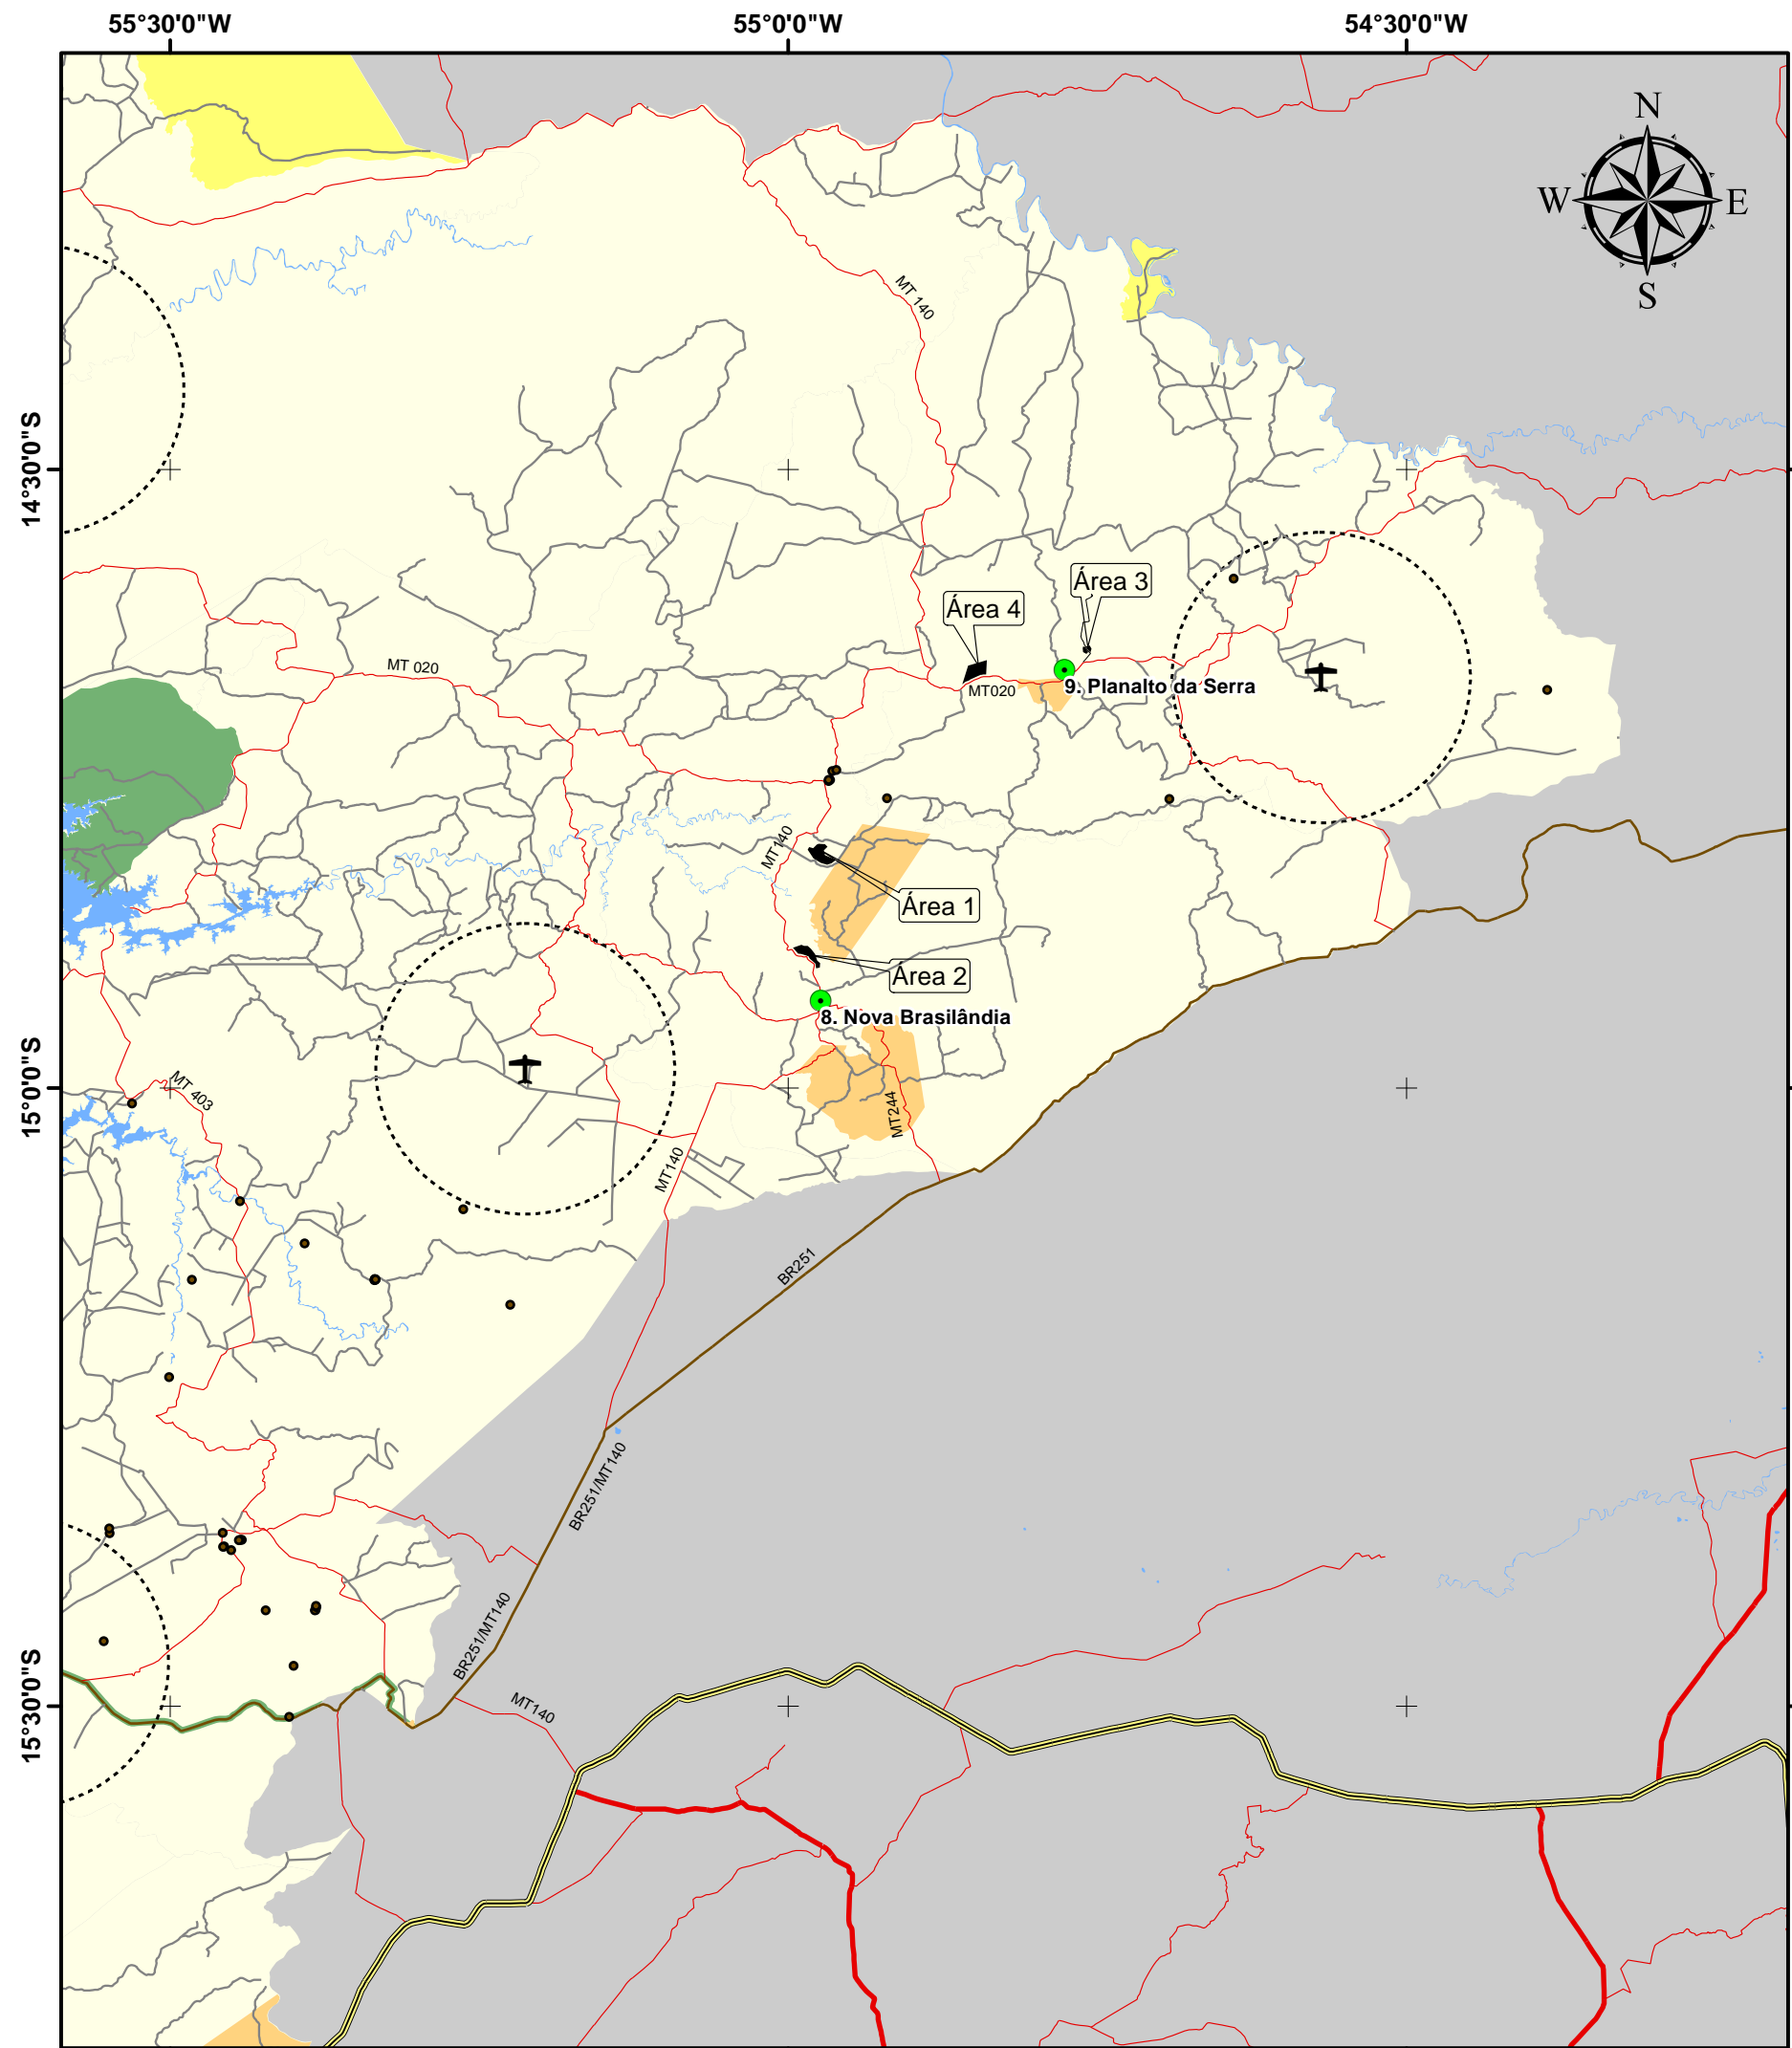 55°30'0"W
55°0'0"W
54°30'0"W
N
W
E
S
MT 140
14°30'0"S
Área 3
Área 4
MT 020
MT020
9. Planalto da Serra
MT140
Área 1
Área 2
8. Nova Brasilândia
15°0'0"S
MT 403
MT244
MT140
BR251
BR251/MT140
BR251/MT140
15°30'0"S
MT140